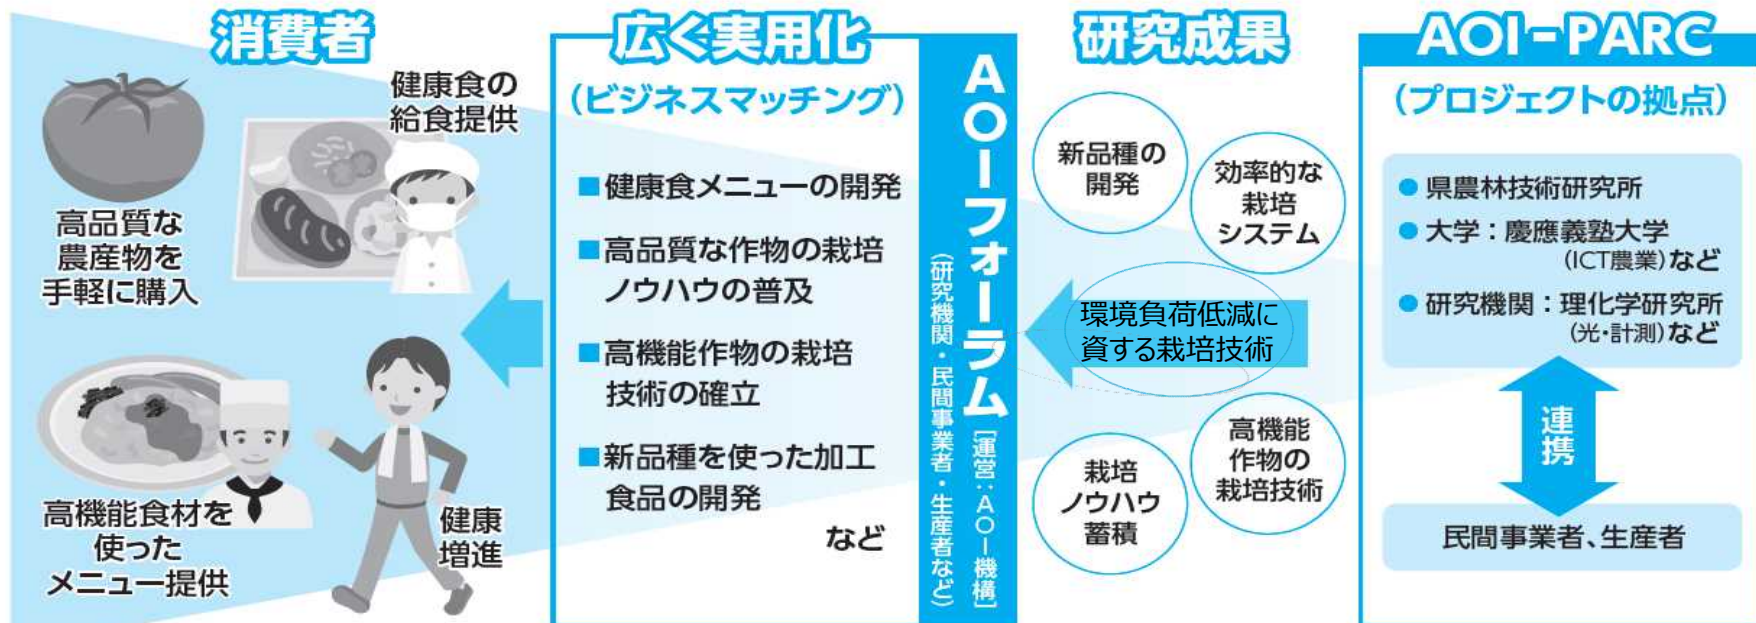 消費者
高品質な
農産物を
手軽に購入
健康食の
給食提供
高機能食材を
使った
メニュー提供
健康
増進
広く実用化
（ビジネスマッチング）
■健康食メニューの開発
■高品質な作物の栽培
ノウハウの普及
■高機能作物の栽培
技術の確立
■新品種を使った加工
食品の開発
など
AOIフォーラム［運営：AOI機構］
（研究機関・民間事業者・生産者など）
研究成果
新品種の
開発
効率的な
栽培
システム
環境負荷低減に
資する栽培技術
栽培
ノウハウ
蓄積
高機能
作物の
栽培技術
AOI-PARC
（プロジェクトの拠点）
●県農林技術研究所
●大学：慶應義塾大学
（ICT農業）など
●研究機関：理化学研究所
（光・計測）など
連携
民間事業者、生産者